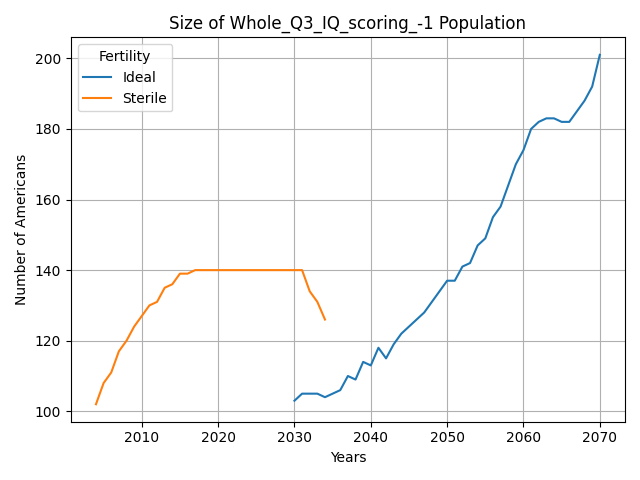 Size of Whole_Q3_IQ_scoring_-1 Population
Fertility
Ideal
Sterile
Number of Americans
200
180
160
140
120
100
2010 2020 2030 2040 2050 2060 2070
Years